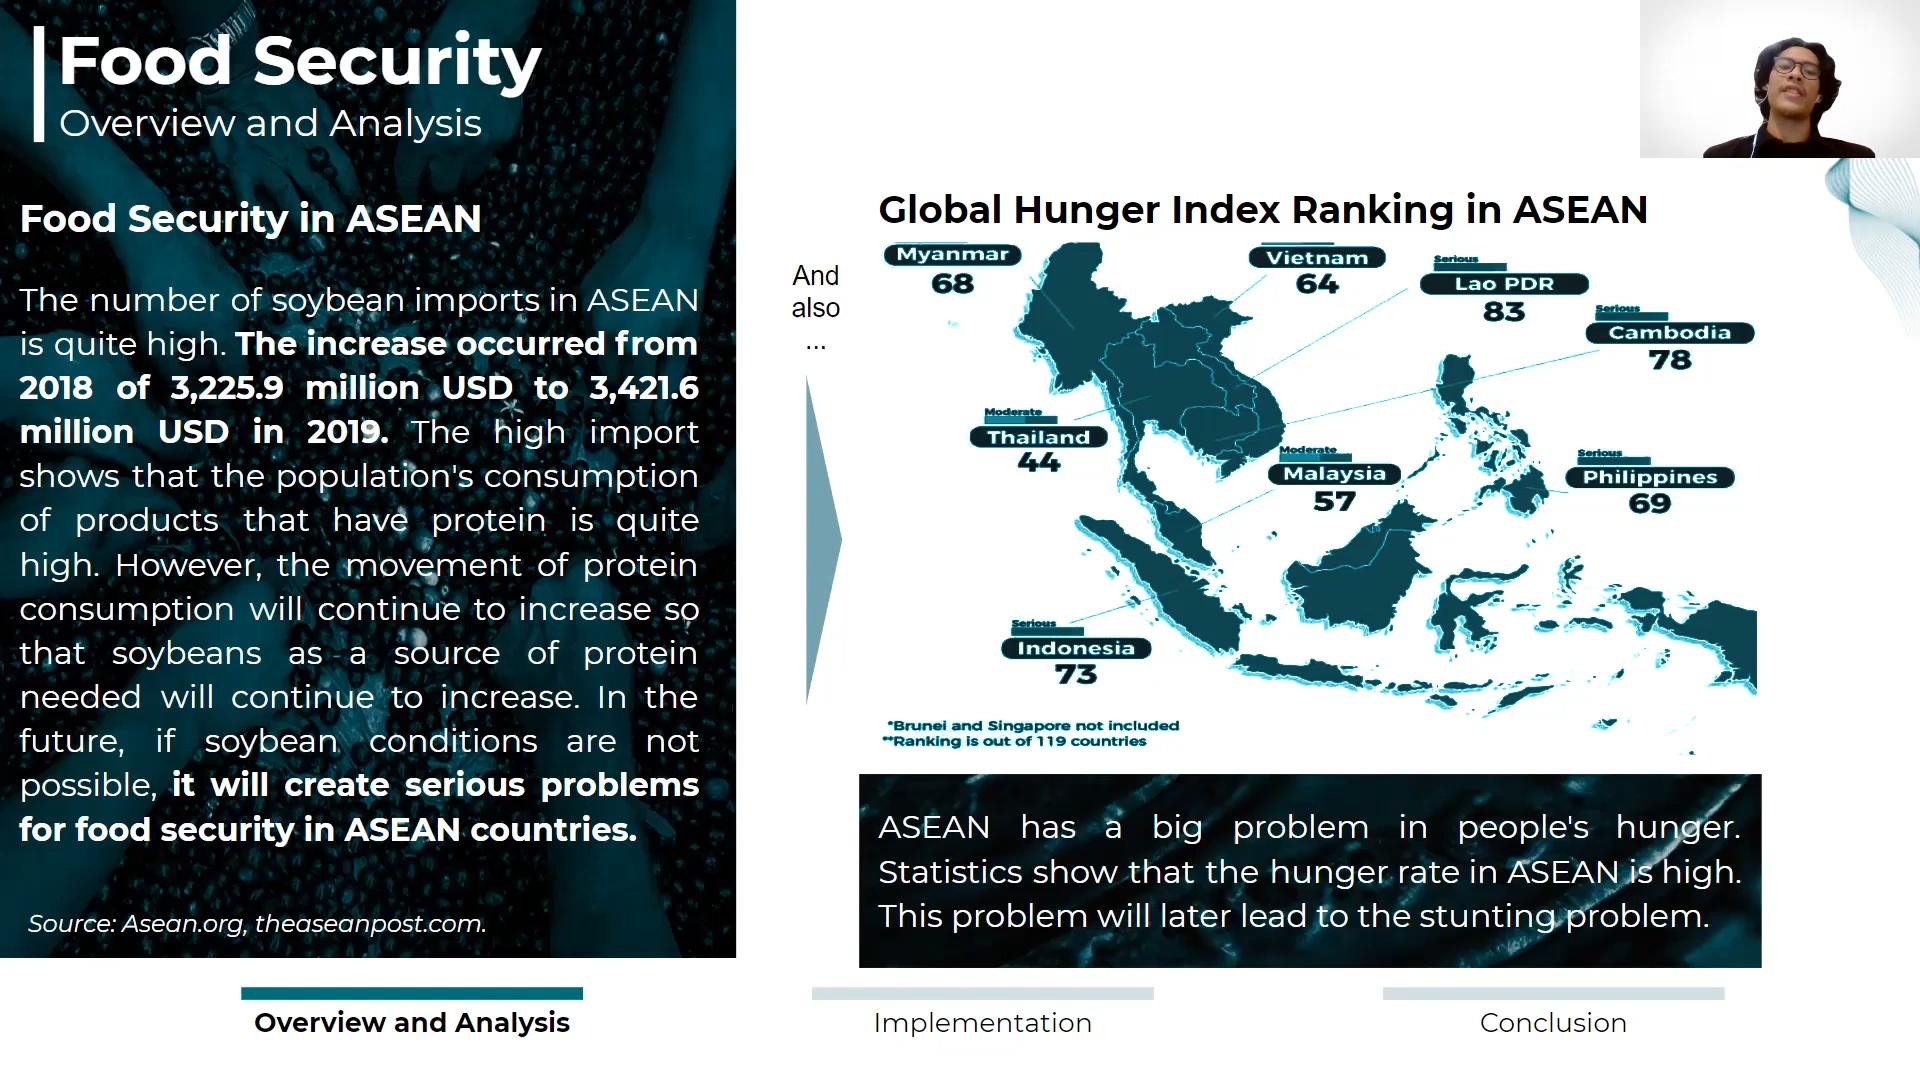 Food Security
Overview and Analysis
Food Security in ASEAN
The number of soybean imports in ASEAN
is quite high. The increase occurred from
2018 of 3,225.9 million USD to 3,421.6
million USD in 2019. The high import
shows that the population's consumption
of products that have protein is quite
high. However, the movement of protein
consumption will continue to increase so
that soybeans as a source of protein
needed will continue to increase. In the
future, if soybean conditions are not
possible, it will create serious problems
for food security in ASEAN countries.
Source: Asean.org, theaseanpost.com.
And
also
...
Global Hunger Index Ranking in ASEAN
Myanmar
68
Vietnam
64
Serious
Lao PDR
83
Serious
Cambodia
78
Moderate
Thailand
44
Moderate
Malaysia
57
Serious
Philippines
69
Serious
Indonesia
73
*Brunei and Singapore not included
**Ranking is out of 119 countries
ASEAN has a big problem in people's hunger.
Statistics show that the hunger rate in ASEAN is high.
This problem will later lead to the stunting problem.
Overview and Analysis
Implementation
Conclusion